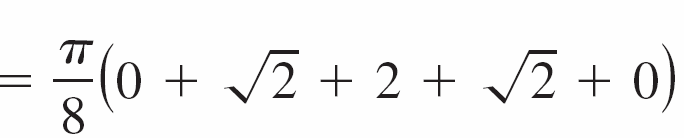 = π/8 (0 + √2 + 2 + √2 + 0)